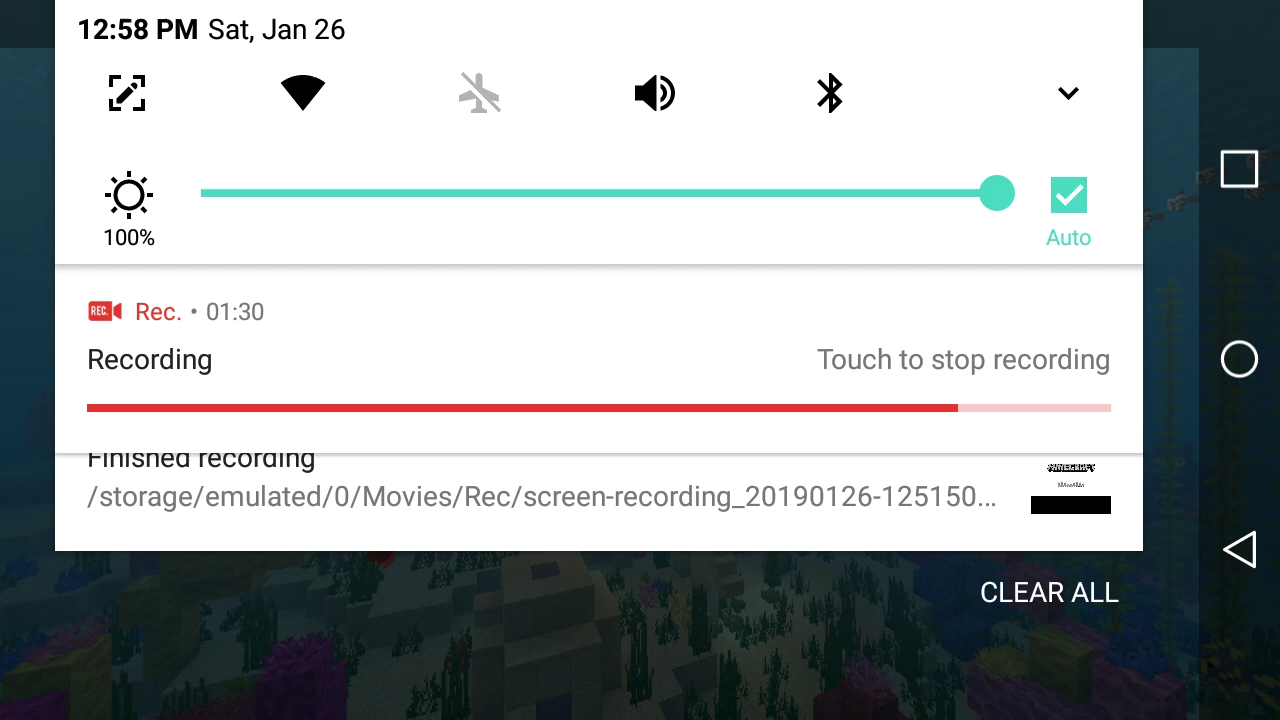 12:58 PM Sat, Jan 26
100%
Auto
REC. Rec. • 01:30
Recording Touch to stop recording
Finished recording
/storage/emulated/0/Movies/Rec/screen-recording_20190126-125150...
MINECRAFT
CLEAR ALL